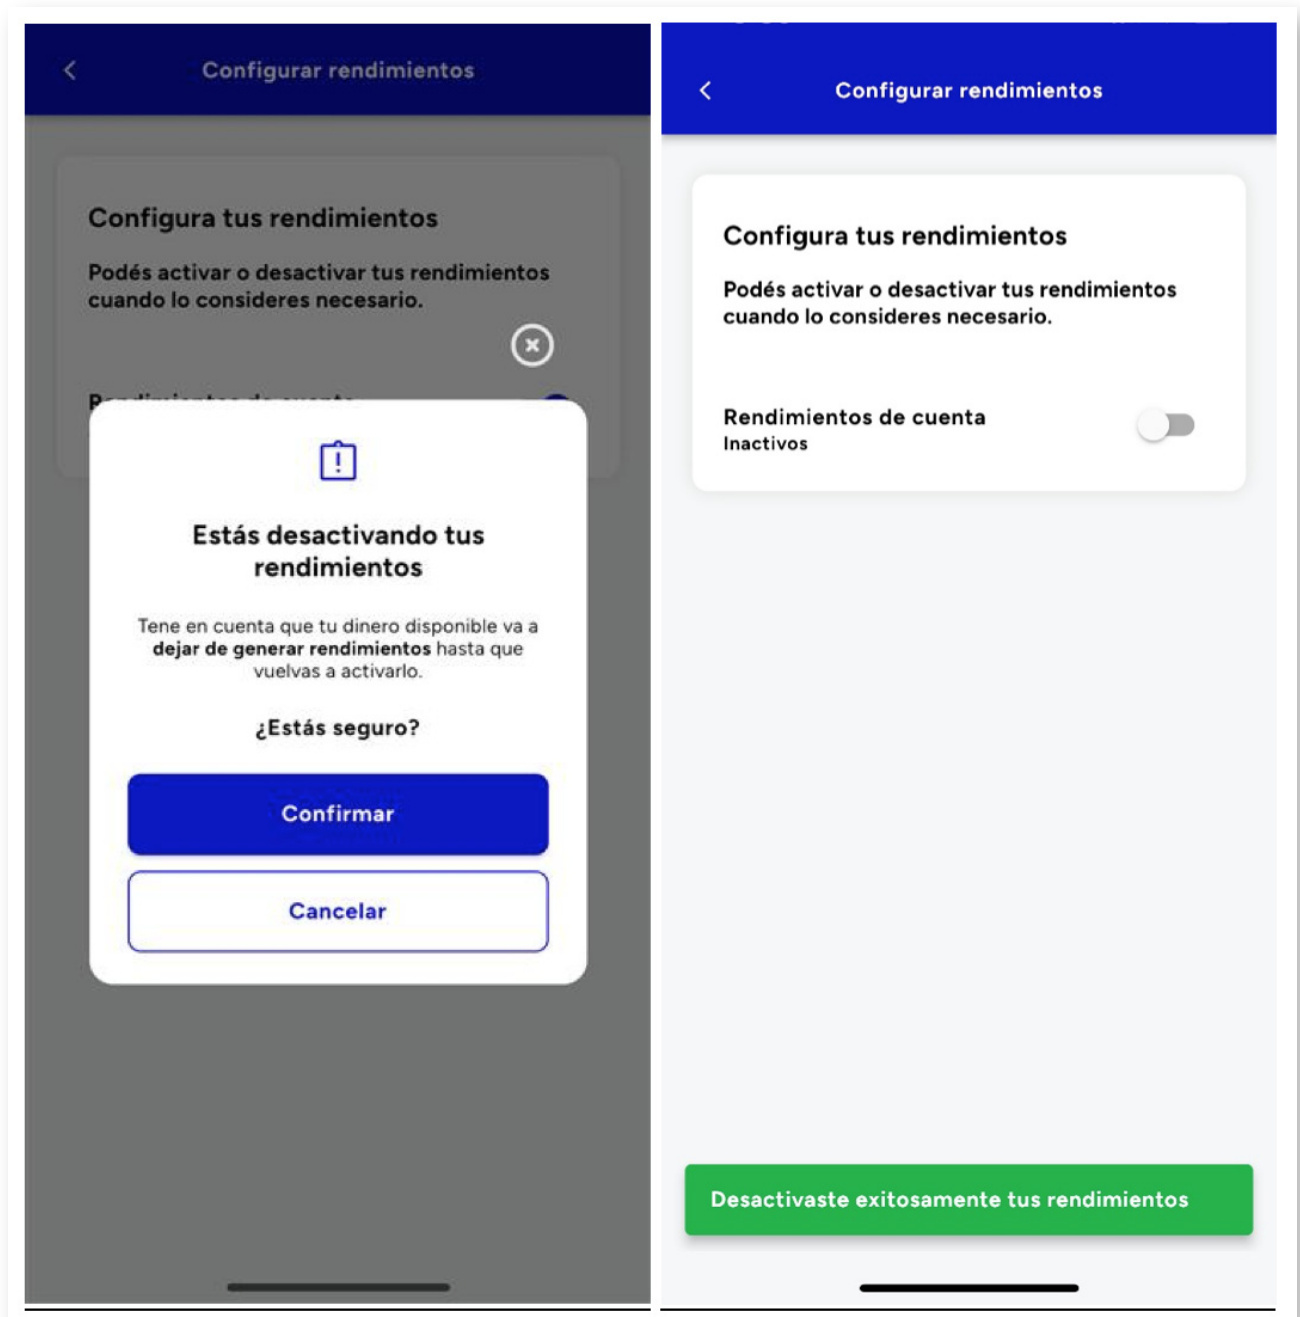 Configurar rendimientos
Configura tus rendimientos
Podés activar o desactivar tus rendimientos
cuando lo consideres necesario.
Estás desactivando tus
rendimientos
Tene en cuenta que tu dinero disponible va a
dejar de generar rendimientos hasta que
vuelvas a activarlo.
¿Estás seguro?
Confirmar
Cancelar
Configurar rendimientos
Configura tus rendimientos
Podés activar o desactivar tus rendimientos
cuando lo consideres necesario.
Rendimientos de cuenta
Inactivos
Desactivaste exitosamente tus rendimientos